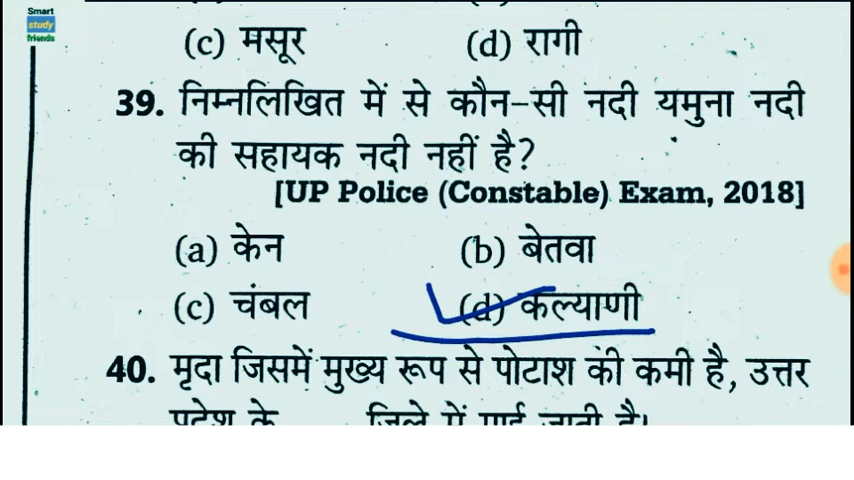 Smart
study
friends
(c) मसूर (d) रागी
39. निम्नलिखित में से कौन-सी नदी यमुना नदी
की सहायक नदी नहीं है?
[UP Police (Constable) Exam, 2018]
(a) केन (b) बेतवा
(c) चंबल (d) कल्याणी
40. मृदा जिसमें मुख्य रूप से पोटाश की कमी है, उत्तर
प्रदेश के जिले में पाई जाती है।